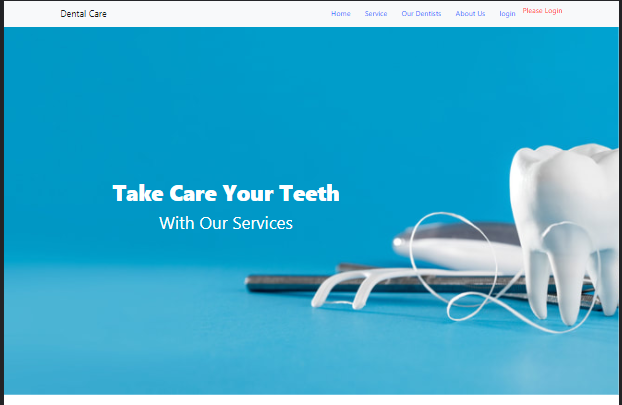 Dental Care
Home Service Our Dentists About Us login Please Login
Take Care Your Teeth
With Our Services